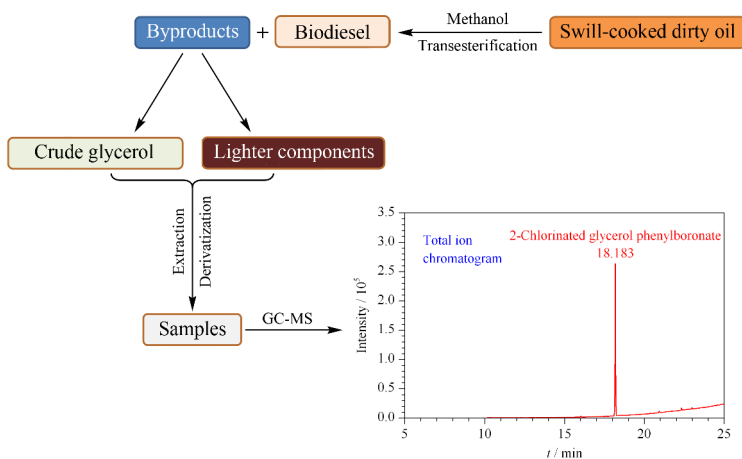 Byproducts + Biodiesel
Methanol
Transesterification
Swill-cooked dirty oil
Crude glycerol
Lighter components
Extraction
Derivatization
Samples
GC-MS
Total ion
chromatogram
2-Chlorinated glycerol phenylboronate
18.183
Intensity / 10⁵
3.5
3.0
2.5
2.0
1.5
1.0
0.5
0.0
5 10 15 20 25
t / min